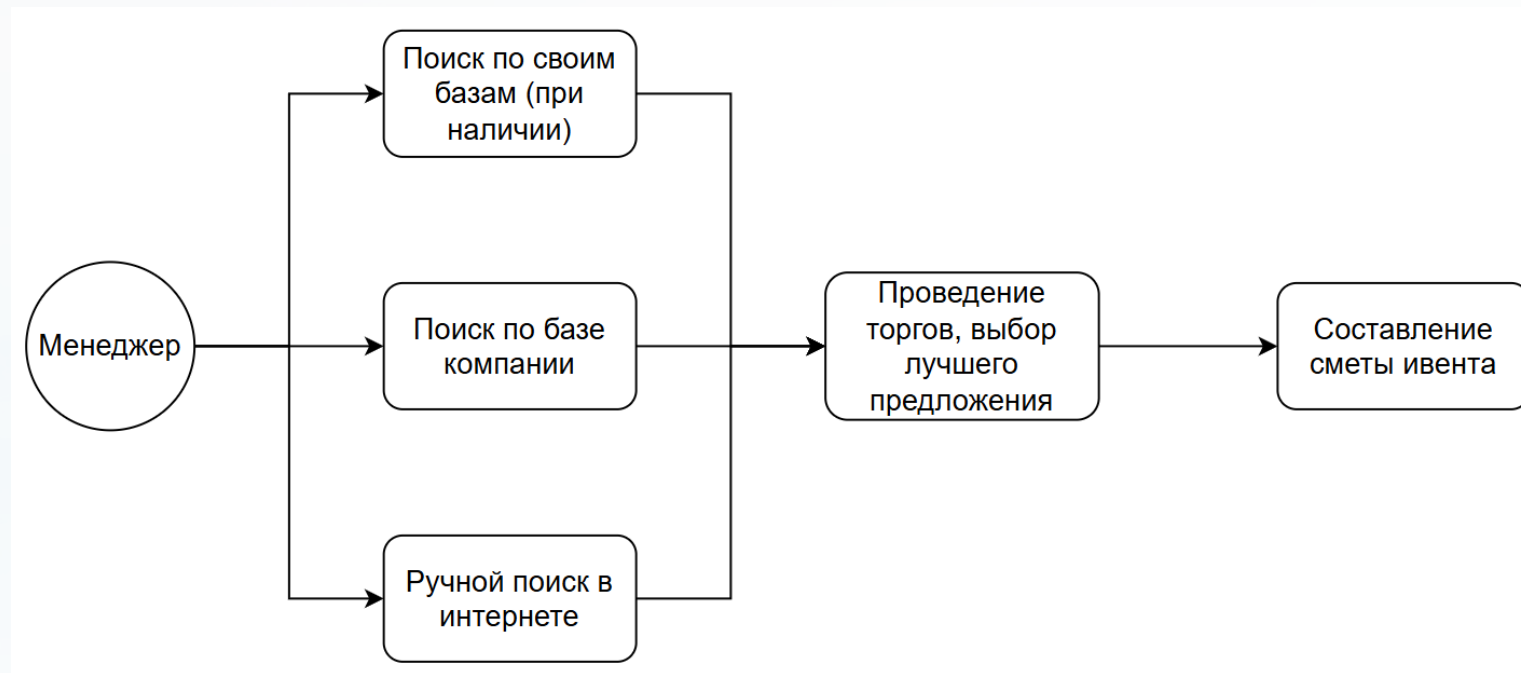 Поиск по своим
базам (при
наличии)
Менеджер
Поиск по базе
компании
Ручной поиск в
интернете
Проведение
торгов, выбор
лучшего
предложения
Составление
сметы ивента